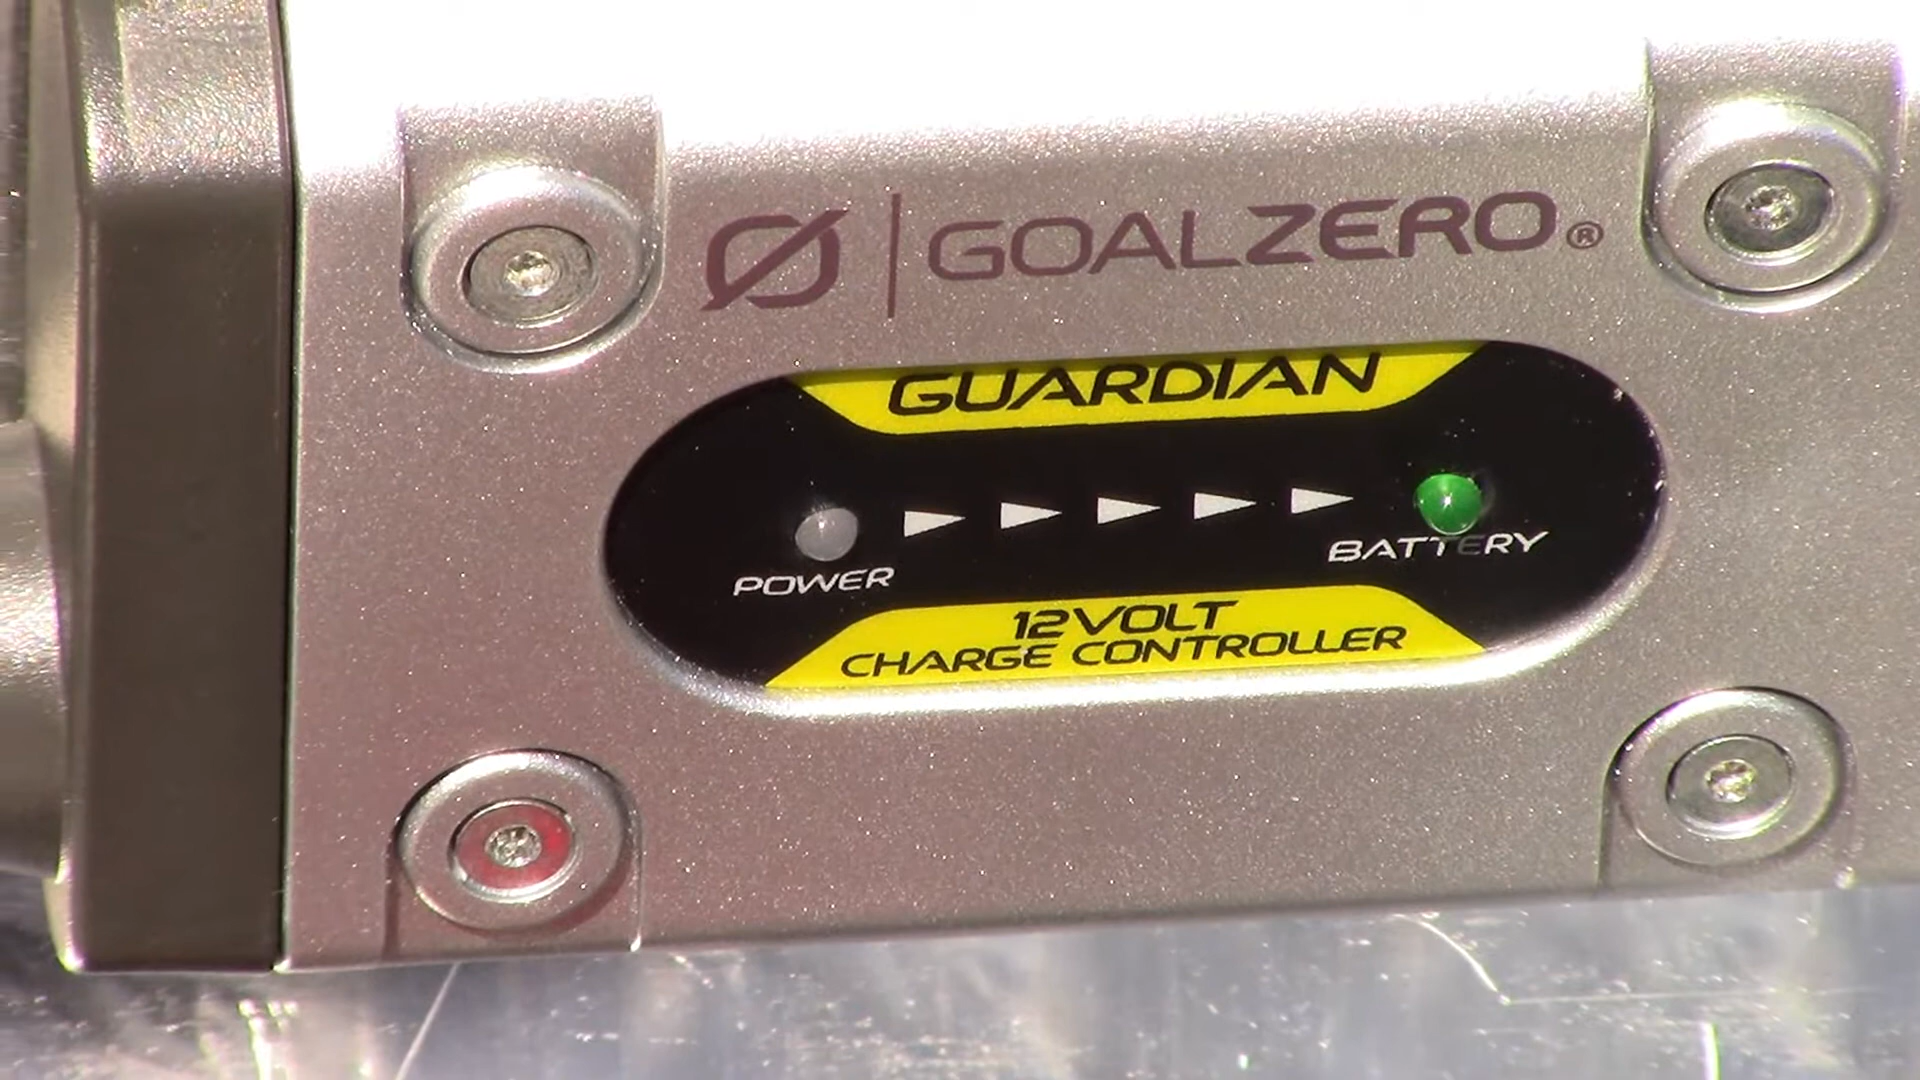 GOALZERO®
GUARDIAN
POWER
BATTERY
12VOLT
CHARGE CONTROLLER